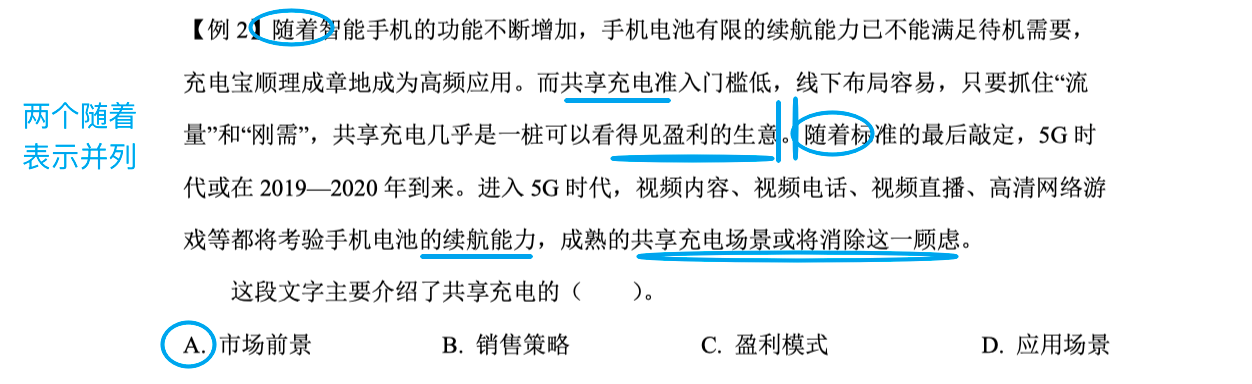 【例 2】随着智能手机的功能不断增加，手机电池有限的续航能力已不能满足待机需要，
充电宝顺理成章地成为高频应用。而共享充电准入门槛低，线下布局容易，只要抓住“流
两个随着
表示并列
量”和“刚需”，共享充电几乎是一桩可以看得见盈利的生意。随着标准的最后敲定，5G 时
代或在 2019—2020 年到来。进入 5G 时代，视频内容、视频电话、视频直播、高清网络游
戏等都将考验手机电池的续航能力，成熟的共享充电场景或将消除这一顾虑。
这段文字主要介绍了共享充电的（　　）。
A. 市场前景 B. 销售策略 C. 盈利模式 D. 应用场景